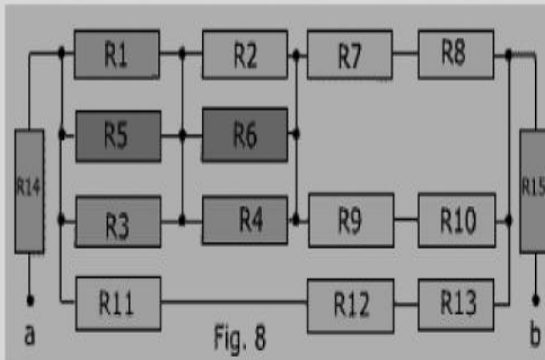 R1 R2 R7 R8
R5 R6
R14 R15
R3 R4 R9 R10
R11 R12 R13
a Fig. 8 b